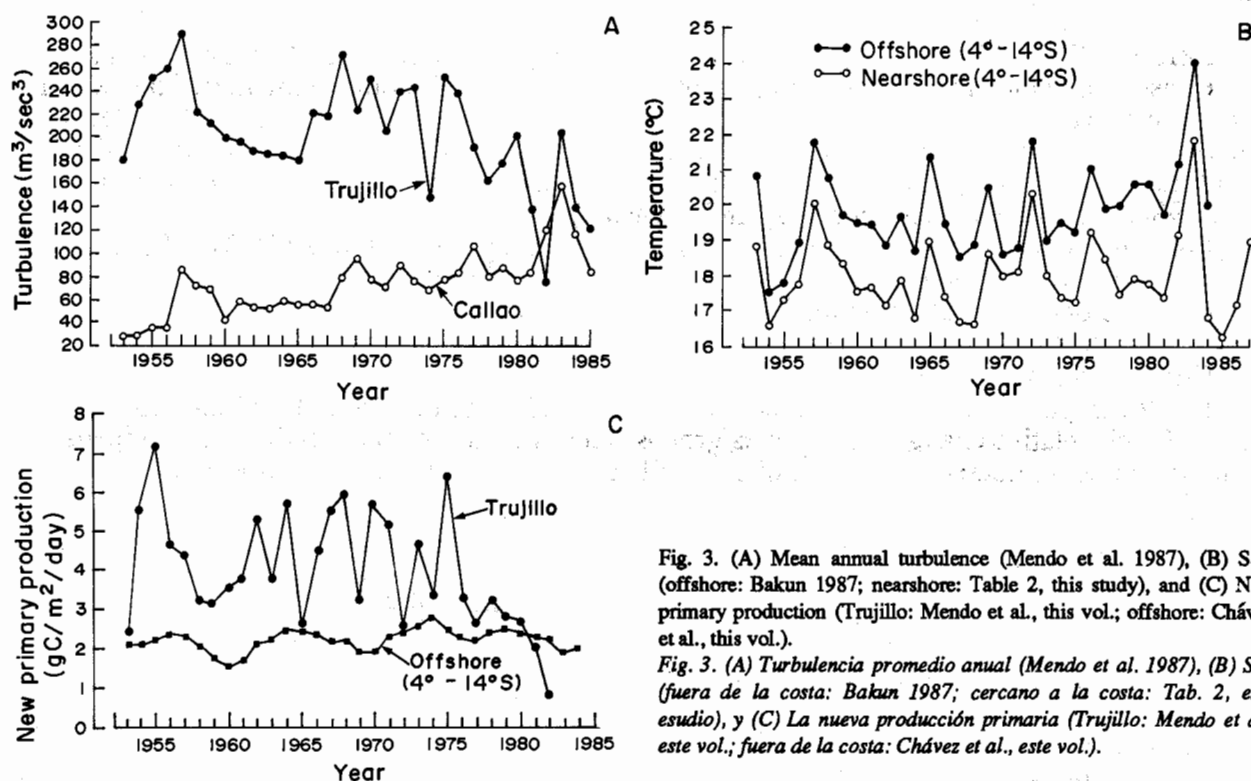 A
300
280
260
240
220
200
180
160
140
120
100
80
60
40
20
Turbulence (m³/sec³)
Trujillo
Callao
1955 1960 1965 1970 1975 1980 1985
Year
B
25
24
23
22
21
20
19
18
17
16
Temperature (°C)
Offshore (4°-14°S)
Nearshore (4°-14°S)
1955 1960 1965 1970 1975 1980 1985
Year
C
8
7
6
5
4
3
2
1
0
New primary production
(gC/m²/day)
Trujillo
Offshore
(4°-14°S)
1955 1960 1965 1970 1975 1980 1985
Year
Fig. 3. (A) Mean annual turbulence (Mendo et al. 1987), (B) S
(offshore: Bakun 1987; nearshore: Table 2, this study), and (C) N
primary production (Trujillo: Mendo et al., this vol.; offshore: Cháv
et al., this vol.).
Fig. 3. (A) Turbulencia promedio anual (Mendo et al. 1987), (B) S
(fuera de la costa: Bakun 1987; cercano a la costa: Tab. 2, e
esudio), y (C) La nueva producción primaria (Trujillo: Mendo et a
este vol.; fuera de la costa: Chávez et al., este vol.).